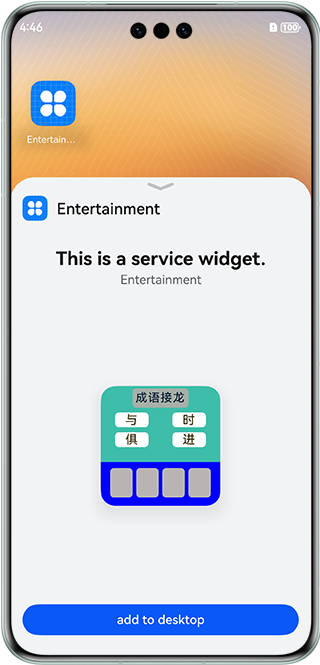 4:46
100
Entertain...
Entertainment
This is a service widget.
Entertainment
成语接龙
与 时
俱 进
add to desktop